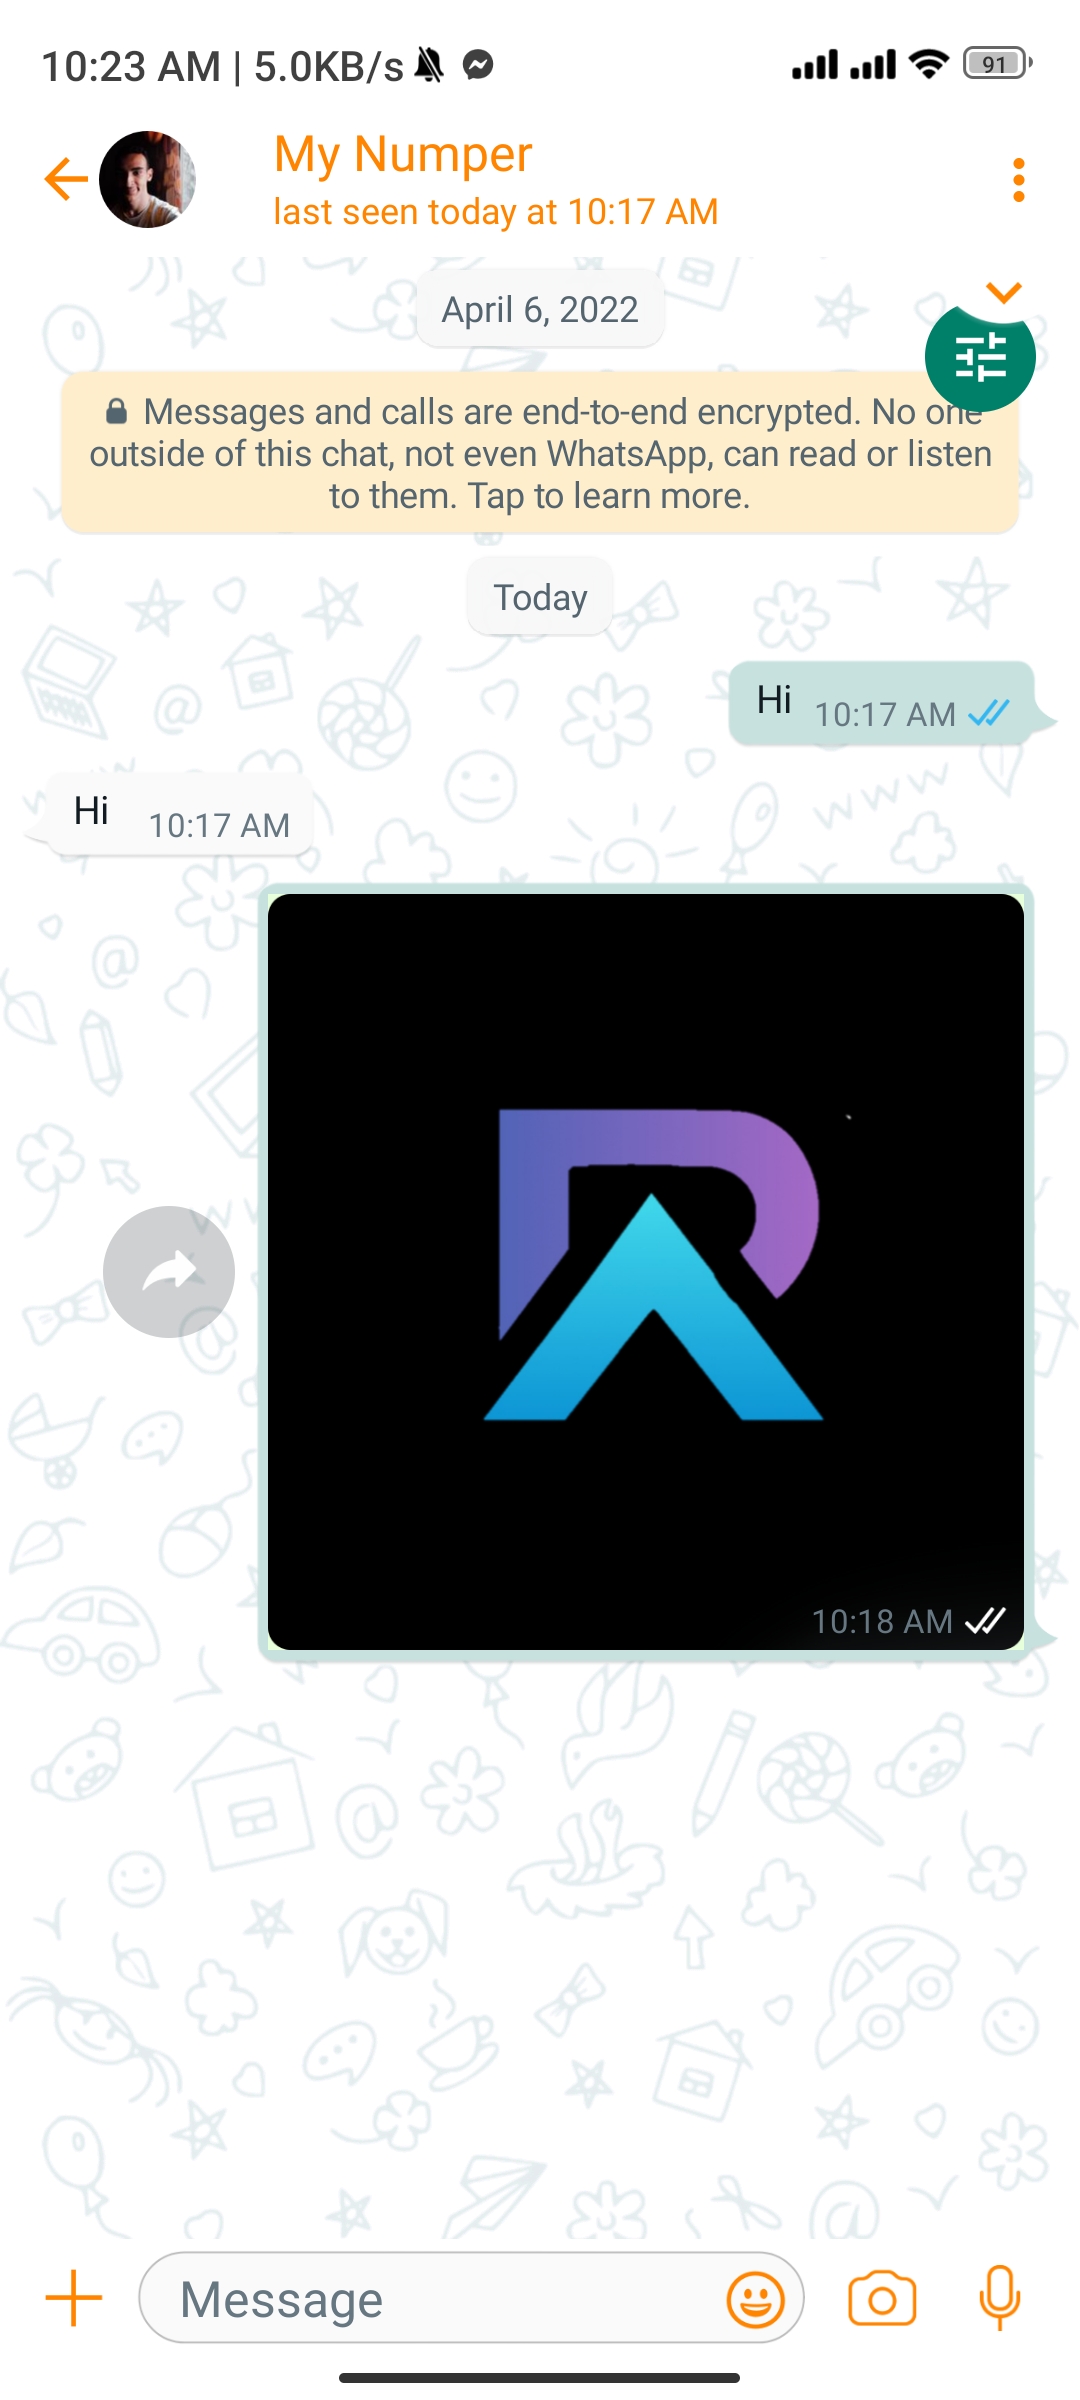 10:23 AM | 5.0KB/s
91
My Numper
last seen today at 10:17 AM
April 6, 2022
Messages and calls are end-to-end encrypted. No one
outside of this chat, not even WhatsApp, can read or listen
to them. Tap to learn more.
Today
Hi 10:17 AM
Hi 10:17 AM
10:18 AM
Message